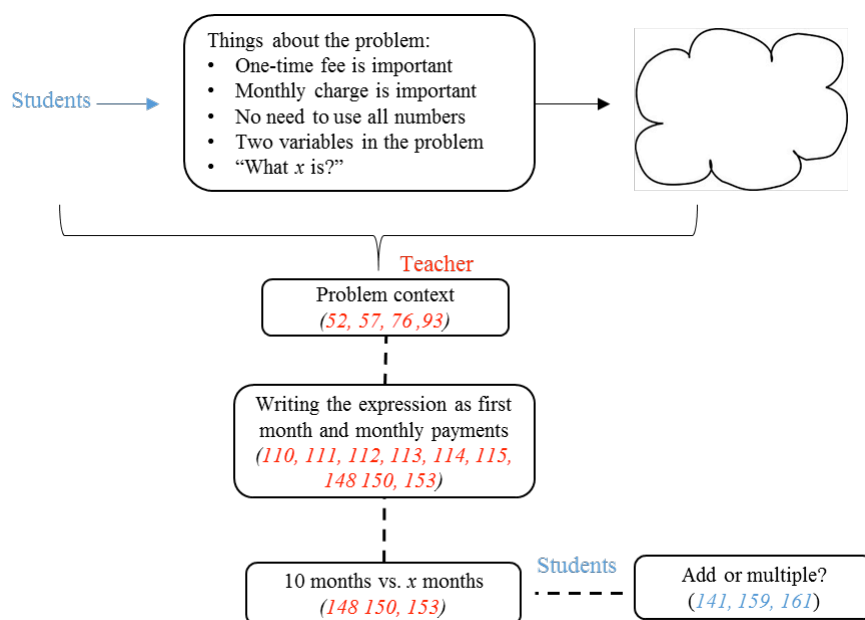 Things about the problem:
• One-time fee is important
• Monthly charge is important
• No need to use all numbers
• Two variables in the problem
• “What x is?”
Students
Teacher
Problem context
(52, 57, 76 ,93)
Writing the expression as first
month and monthly payments
(110, 111, 112, 113, 114, 115,
148 150, 153)
10 months vs. x months
(148 150, 153)
Students
Add or multiple?
(141, 159, 161)